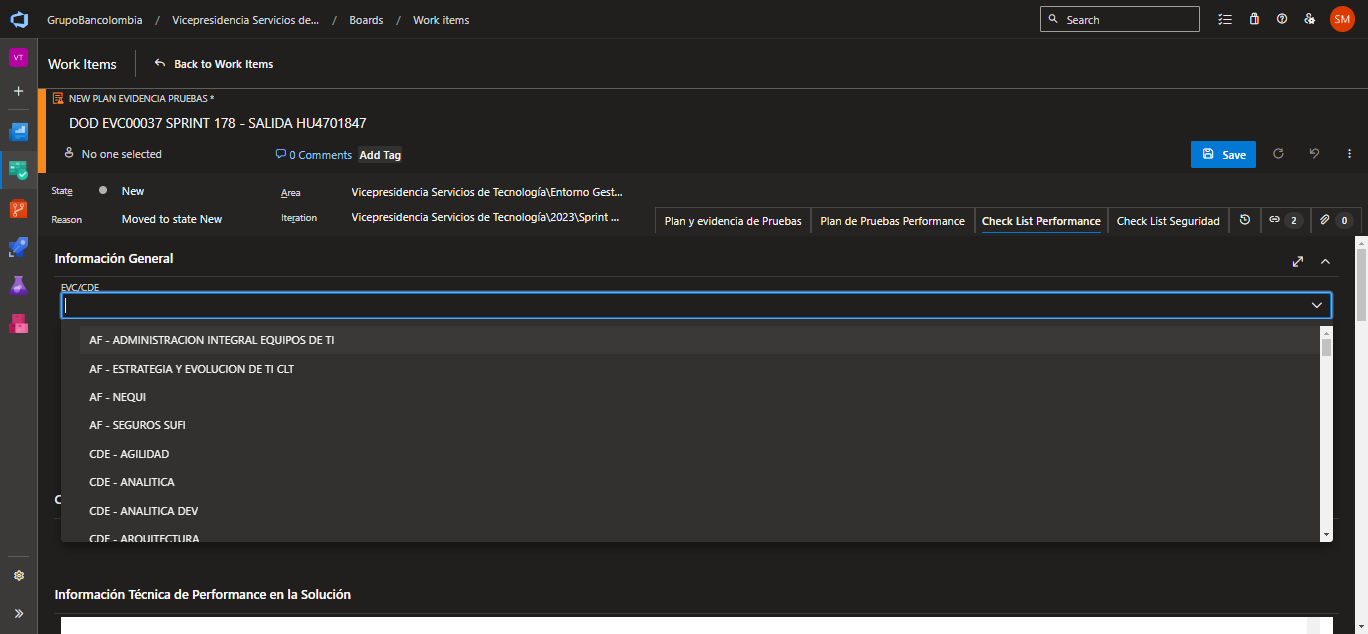 GrupoBancolombia / Vicepresidencia Servicios de... / Boards / Work items
Search
SM
VT
Work Items
Back to Work Items
NEW PLAN EVIDENCIA PRUEBAS *
DOD EVC00037 SPRINT 178 - SALIDA HU4701847
No one selected
0 Comments
Add Tag
Save
State
New
Area
Vicepresidencia Servicios de Tecnología\Entorno Gest...
Reason
Moved to state New
Iteration
Vicepresidencia Servicios de Tecnología\2023\Sprint ...
Plan y evidencia de Pruebas
Plan de Pruebas Performance
Check List Performance
Check List Seguridad
2
0
Información General
EVC/CDE
AF - ADMINISTRACION INTEGRAL EQUIPOS DE TI
AF - ESTRATEGIA Y EVOLUCION DE TI CLT
AF - NEQUI
AF - SEGUROS SUFI
CDE - AGILIDAD
CDE - ANALITICA
CDE - ANALITICA DEV
CDE - ARQUITECTURA
Información Técnica de Performance en la Solución